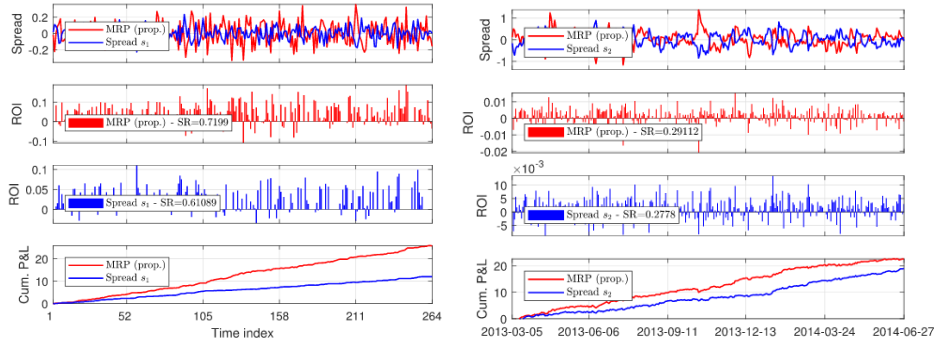 Spread
0.2
0
-0.2
MRP (prop.)
Spread s₁
ROI
0.1
0
-0.1
MRP (prop.) - SR=0.7199
ROI
0.10
0.05
0
Spread s₁ - SR=0.61089
Cum. P&L
20
10
0
MRP (prop.)
Spread s₁
1 52 105 158 211 264
Time index
Spread
1
0
-1
MRP (prop.)
Spread s₂
ROI
0.01
0
-0.01
-0.02
MRP (prop.) - SR=0.29112
×10⁻³
ROI
10
5
0
-5
Spread s₂ - SR=0.2778
Cum. P&L
20
10
0
MRP (prop.)
Spread s₂
2013-03-05 2013-06-06 2013-09-11 2013-12-13 2014-03-24 2014-06-27